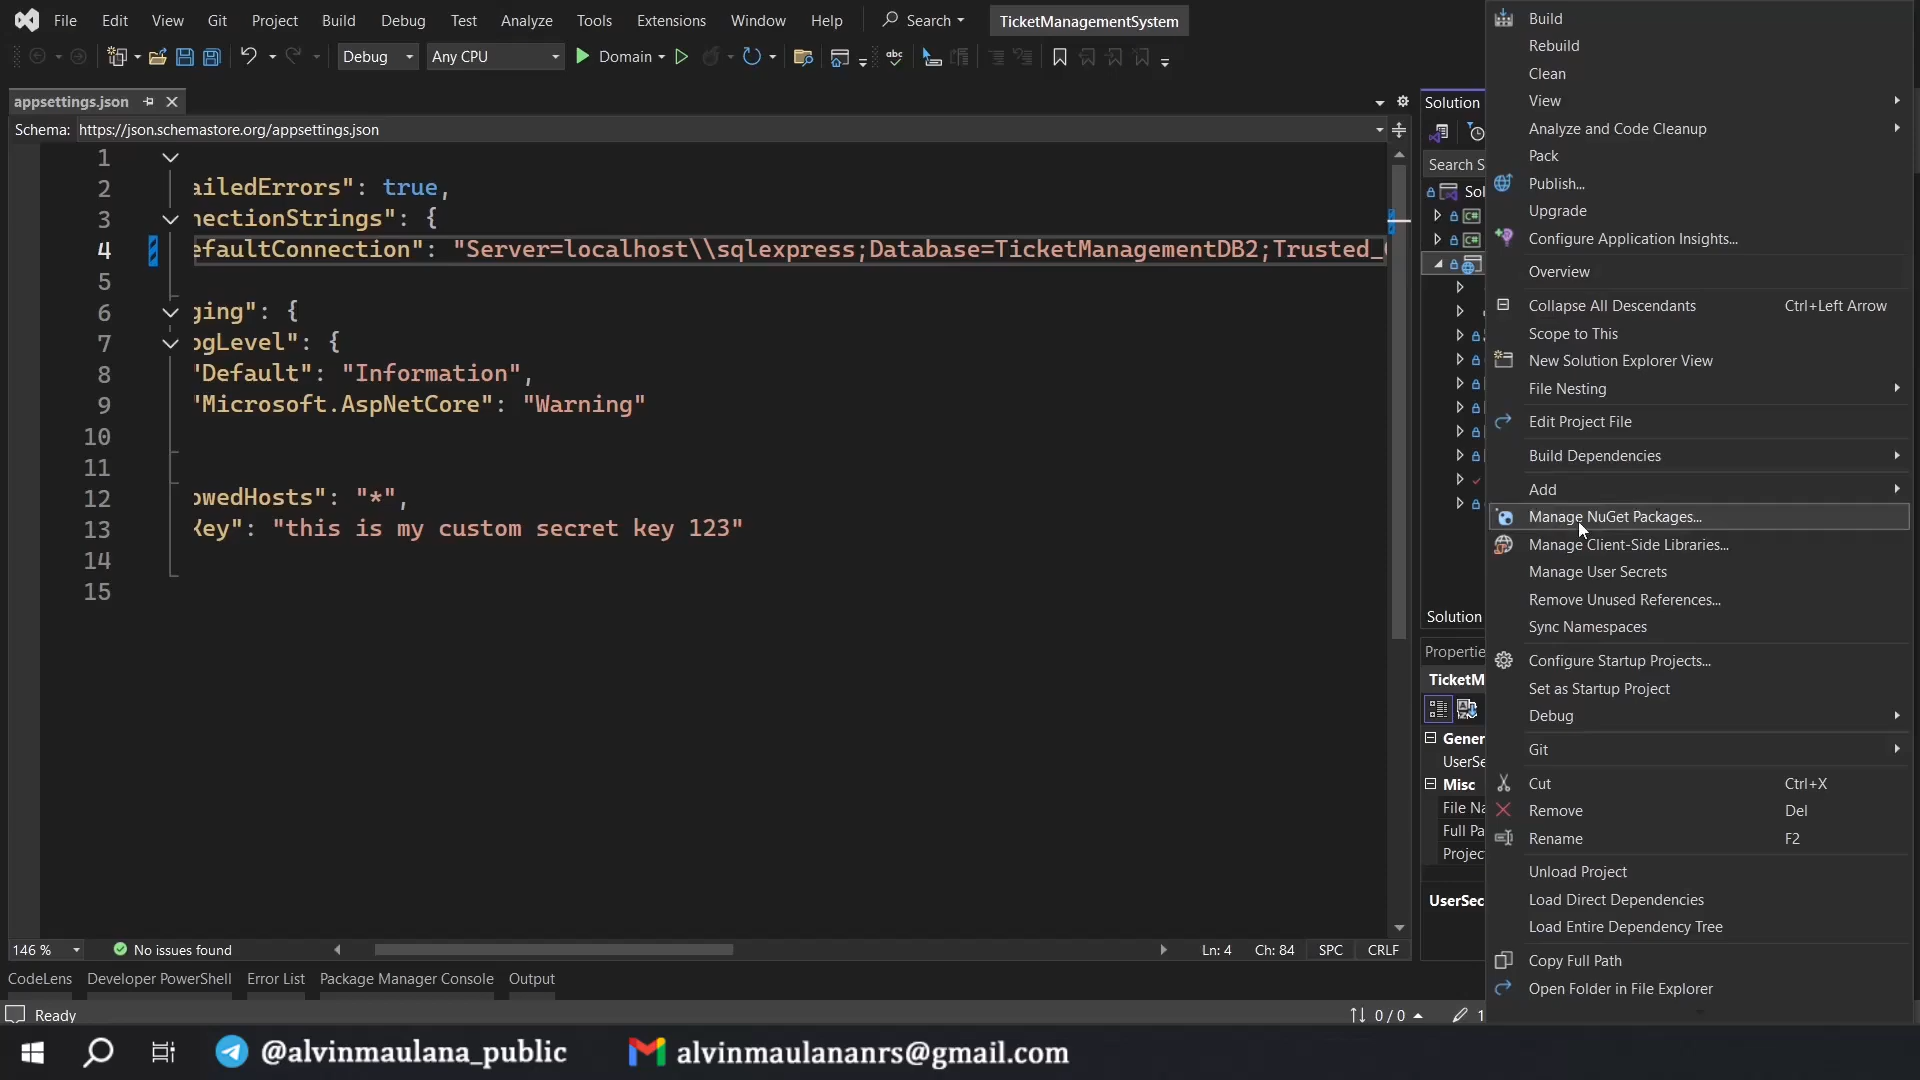 File Edit View Git Project Build Debug Test Analyze Tools Extensions Window Help Search TicketManagementSystem
Debug Any CPU Domain
appsettings.json
Schema: https://json.schemastore.org/appsettings.json
1
2 ailedErrors": true,
3 nectionStrings": {
4 efaultConnection": "Server=localhost\\sqlexpress;Database=TicketManagementDB2;Trusted_
5
6 ging": {
7 ogLevel": {
8 "Default": "Information",
9 "Microsoft.AspNetCore": "Warning"
10
11
12 owedHosts": "*",
13 Key": "this is my custom secret key 123"
14
15
146 % No issues found Ln: 4 Ch: 84 SPC CRLF
CodeLens Developer PowerShell Error List Package Manager Console Output
Ready 0 / 0 1
Solution
Search S
Sol
C#
C#
Solution
Propertie
TicketM
Gener
UserSe
Misc
File Na
Full Pa
Projec
UserSec
Build
Rebuild
Clean
View
Analyze and Code Cleanup
Pack
Publish...
Upgrade
Configure Application Insights...
Overview
Collapse All Descendants Ctrl+Left Arrow
Scope to This
New Solution Explorer View
File Nesting
Edit Project File
Build Dependencies
Add
Manage NuGet Packages...
Manage Client-Side Libraries...
Manage User Secrets
Remove Unused References...
Sync Namespaces
Configure Startup Projects...
Set as Startup Project
Debug
Git
Cut Ctrl+X
Remove Del
Rename F2
Unload Project
Load Direct Dependencies
Load Entire Dependency Tree
Copy Full Path
Open Folder in File Explorer
@alvinmaulana_public alvinmaulananrs@gmail.com